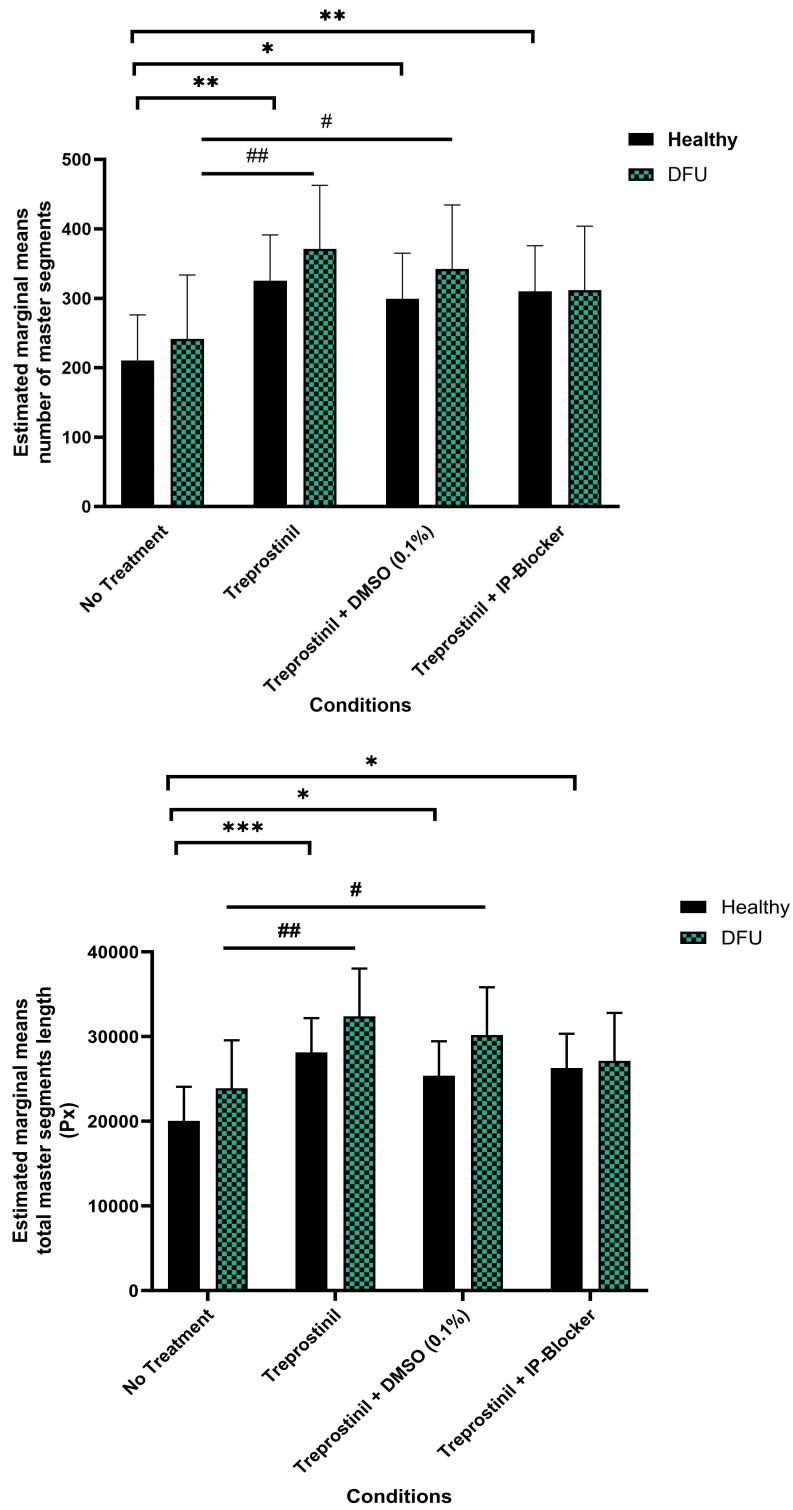 **
*
**
#
##
Healthy
DFU
Estimated marginal means
number of master segments
500
400
300
200
100
0
No Treatment
Treprostinil
Treprostinil + DMSO (0.1%)
Treprostinil + IP-Blocker
Conditions
*
*
***
#
##
Healthy
DFU
Estimated marginal means
total master segments length
(Px)
40000
30000
20000
10000
0
No Treatment
Treprostinil
Treprostinil + DMSO (0.1%)
Treprostinil + IP-Blocker
Conditions